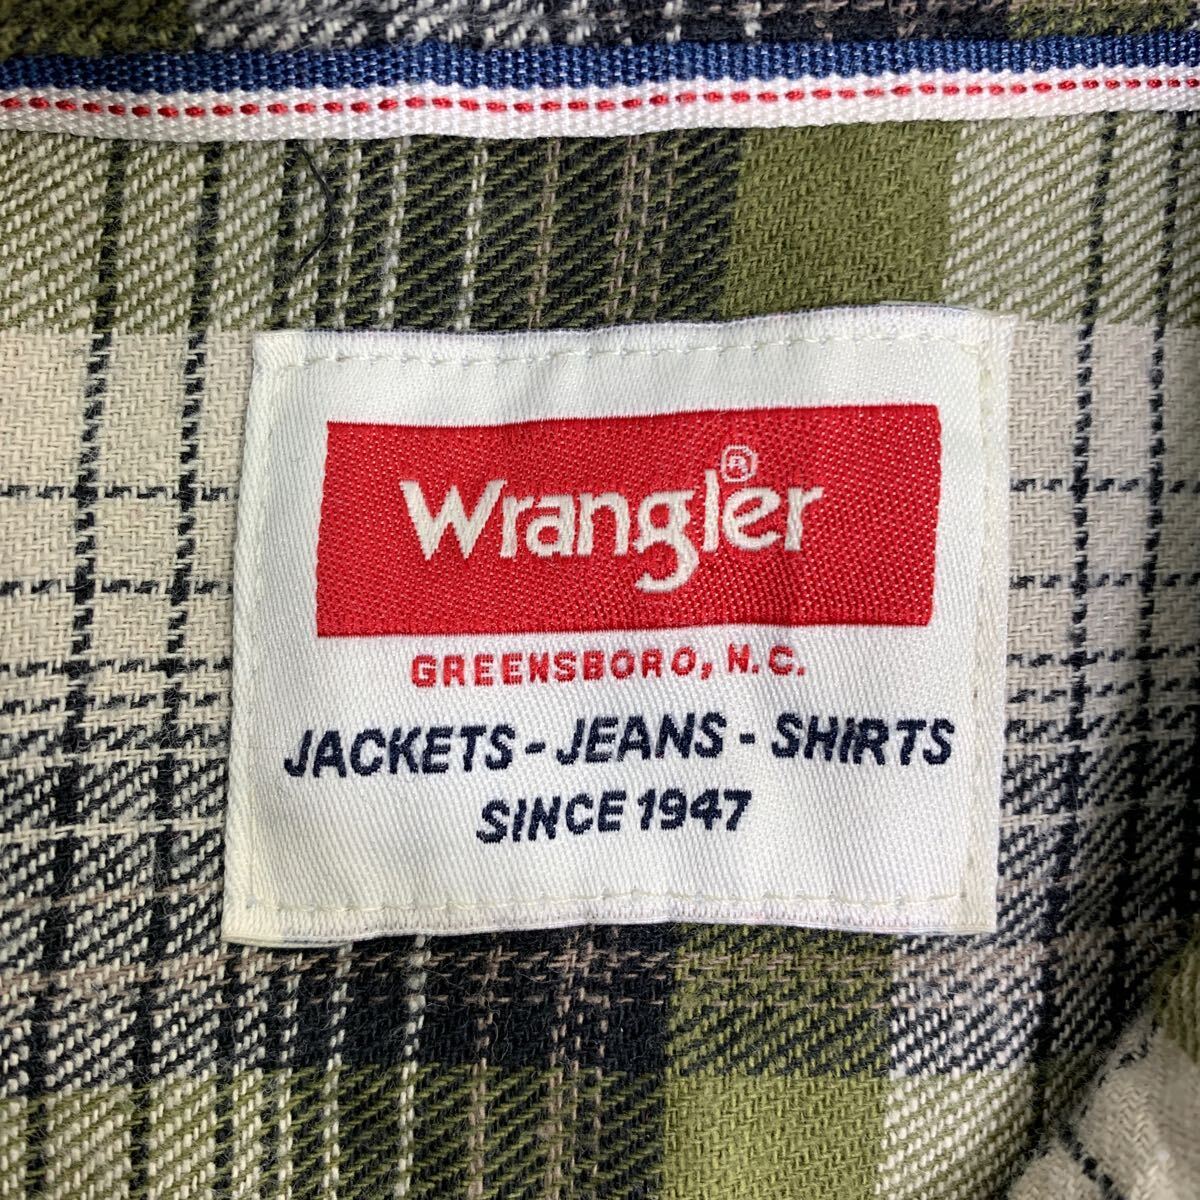 Wrangler®
GREENSBORO, N.C.
JACKETS - JEANS - SHIRTS
SINCE 1947